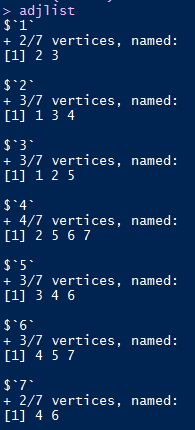 > adjlist
$`1`
+ 2/7 vertices, named:
[1] 2 3
$`2`
+ 3/7 vertices, named:
[1] 1 3 4
$`3`
+ 3/7 vertices, named:
[1] 1 2 5
$`4`
+ 4/7 vertices, named:
[1] 2 5 6 7
$`5`
+ 3/7 vertices, named:
[1] 3 4 6
$`6`
+ 3/7 vertices, named:
[1] 4 5 7
$`7`
+ 2/7 vertices, named:
[1] 4 6